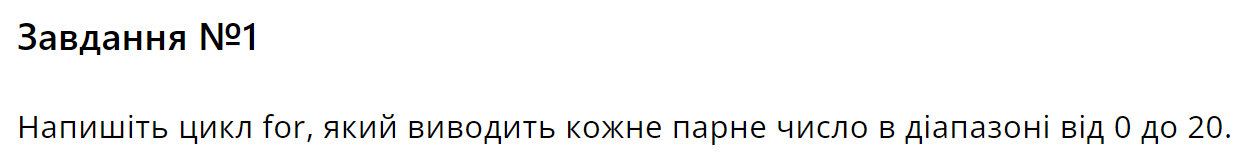 Завдання №1
Напишіть цикл for, який виводить кожне парне число в діапазоні від 0 до 20.